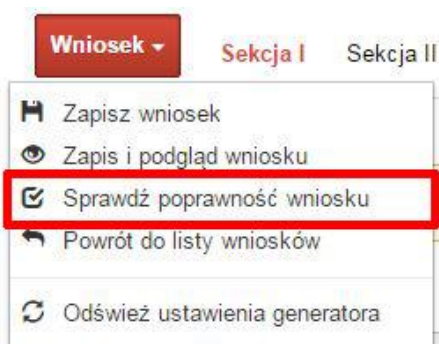 Wniosek Sekcja I Sekcja II
Zapisz wniosek
Zapis i podgląd wniosku
Sprawdź poprawność wniosku
Powrót do listy wniosków
Odśwież ustawienia generatora